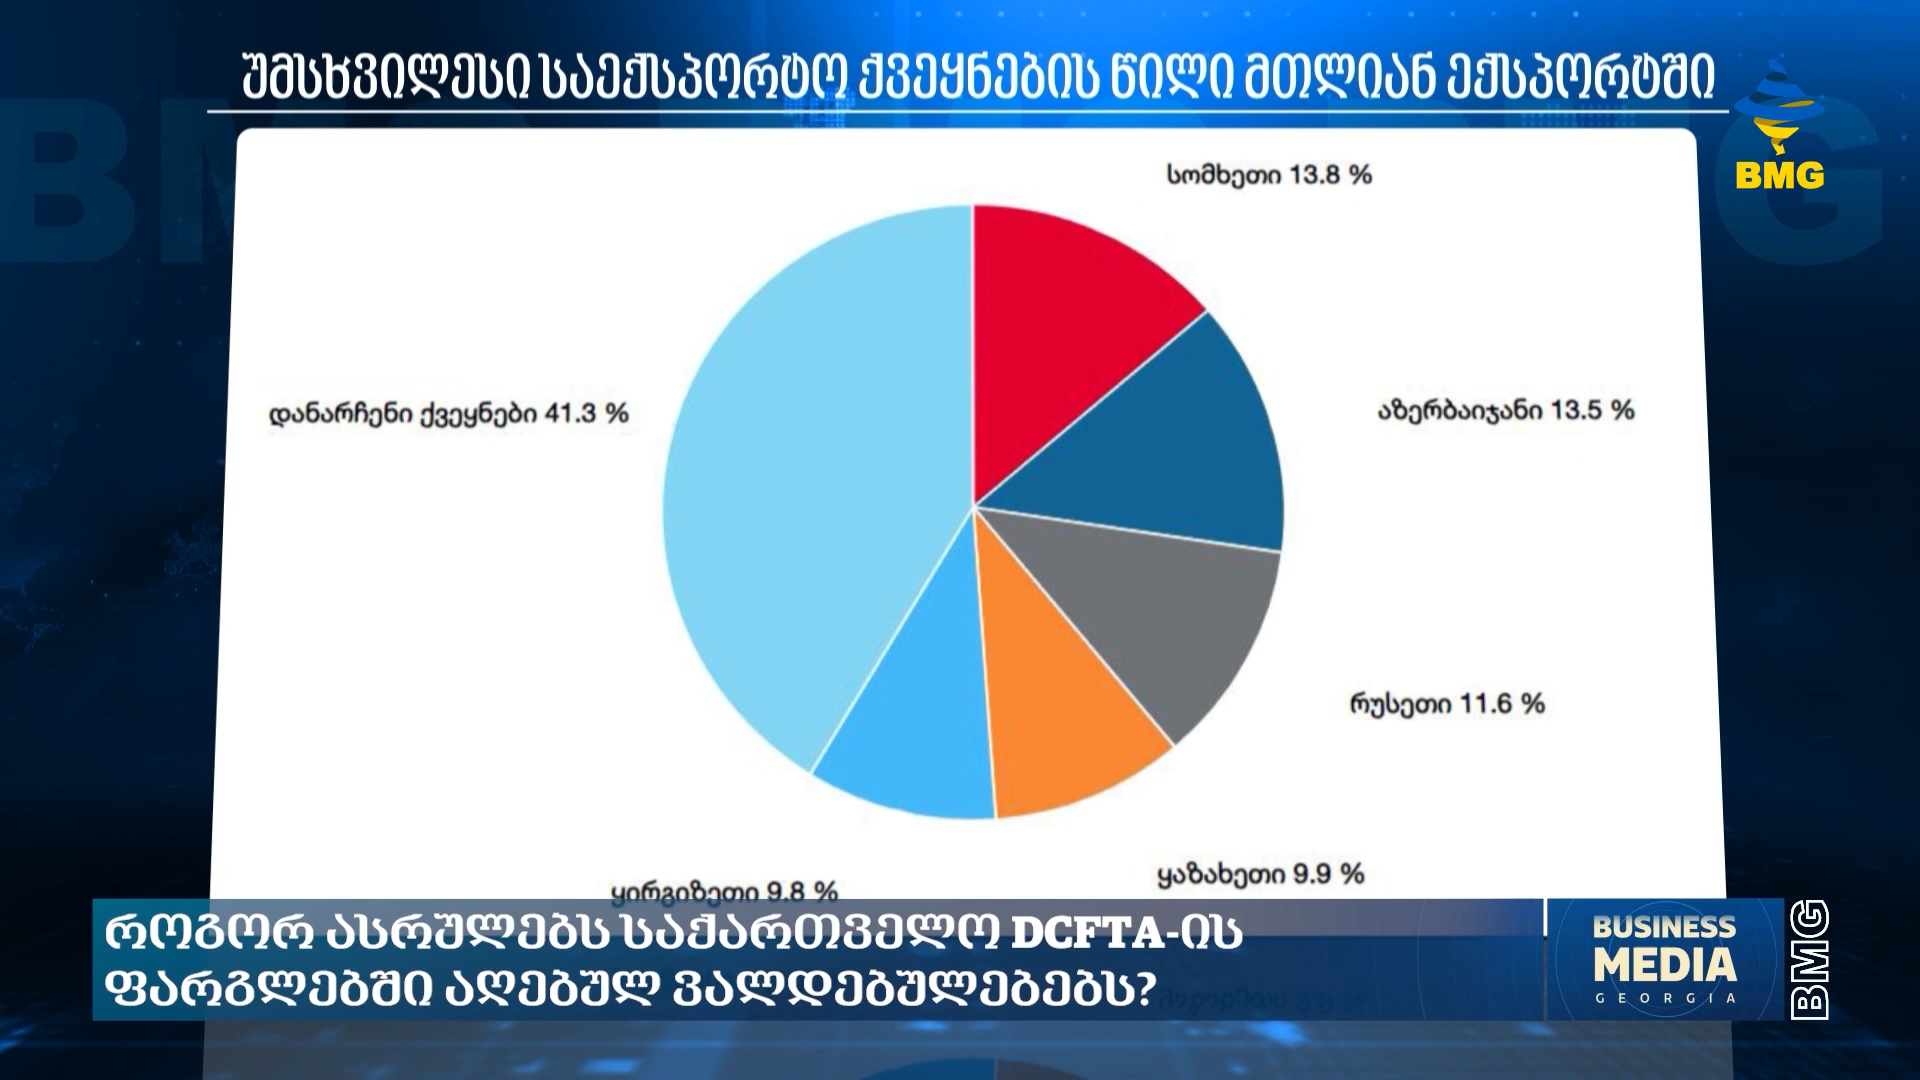 უმსხვილესი საექსპორტო ქვეყნების წილი მთლიან ექსპორტში
BMG
სომხეთი 13.8 %
დანარჩენი ქვეყნები 41.3 %
აზერბაიჯანი 13.5 %
რუსეთი 11.6 %
ყაზახეთი 9.9 %
ყირგიზეთი 9.8 %
როგორ ასრულებს საქართველო DCFTA-ის
ფარგლებში აღებულ ვალდებულებებს?
BUSINESS
MEDIA
GEORGIA
BMG